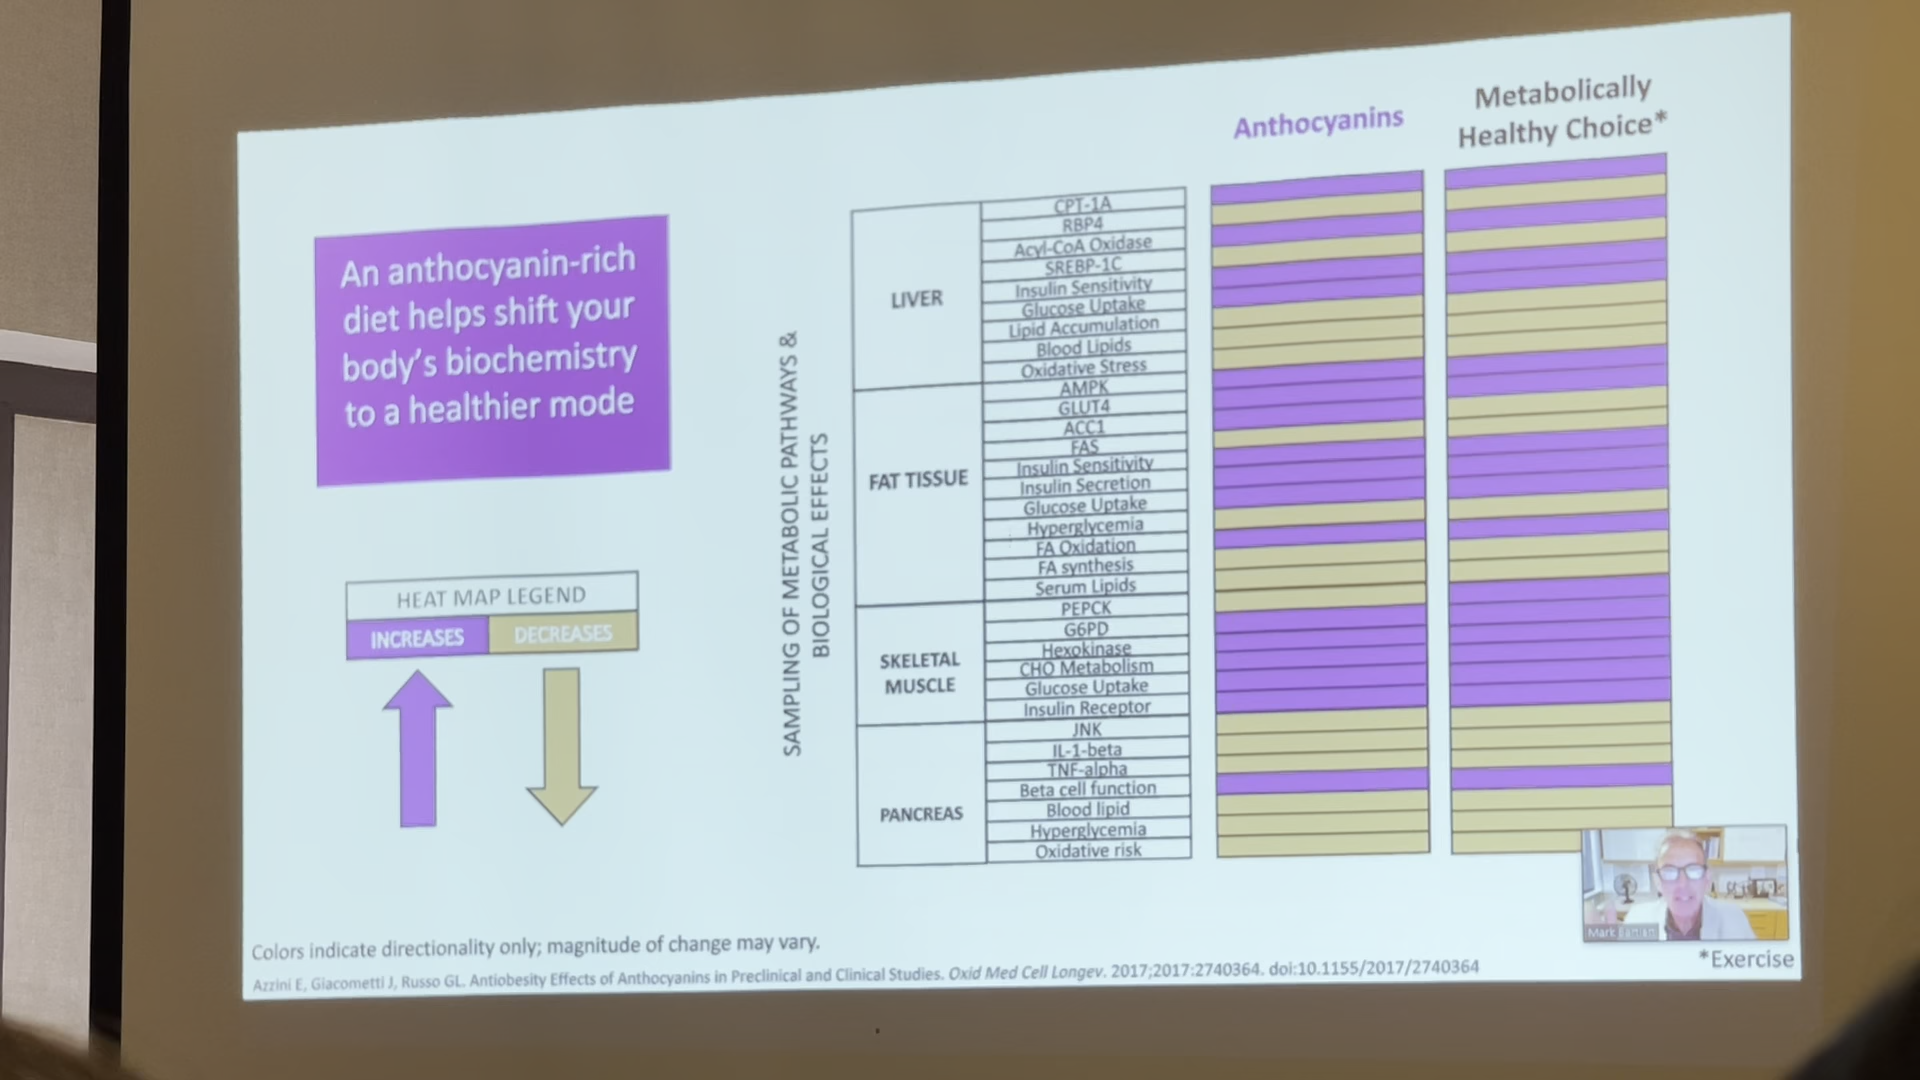 Anthocyanins
Metabolically
Healthy Choice*
An anthocyanin-rich
diet helps shift your
body's biochemistry
to a healthier mode
HEAT MAP LEGEND
INCREASES
DECREASES
SAMPLING OF METABOLIC PATHWAYS &
BIOLOGICAL EFFECTS
LIVER
CPT-1A
RBP4
Acyl-CoA Oxidase
SREBP-1C
Insulin Sensitivity
Glucose Uptake
Lipid Accumulation
Blood Lipids
Oxidative Stress
FAT TISSUE
AMPK
GLUT4
ACC1
FAS
Insulin Sensitivity
Insulin Secretion
Glucose Uptake
Hyperglycemia
FA Oxidation
FA synthesis
Serum Lipids
SKELETAL
MUSCLE
PEPCK
G6PD
Hexokinase
CHO Metabolism
Glucose Uptake
Insulin Receptor
PANCREAS
JNK
IL-1-beta
TNF-alpha
Beta cell function
Blood lipid
Hyperglycemia
Oxidative risk
Mark
*Exercise
Colors indicate directionality only; magnitude of change may vary.
Azzini E, Giacometti J, Russo GL. Antiobesity Effects of Anthocyanins in Preclinical and Clinical Studies. Oxid Med Cell Longev. 2017;2017:2740364. doi:10.1155/2017/2740364